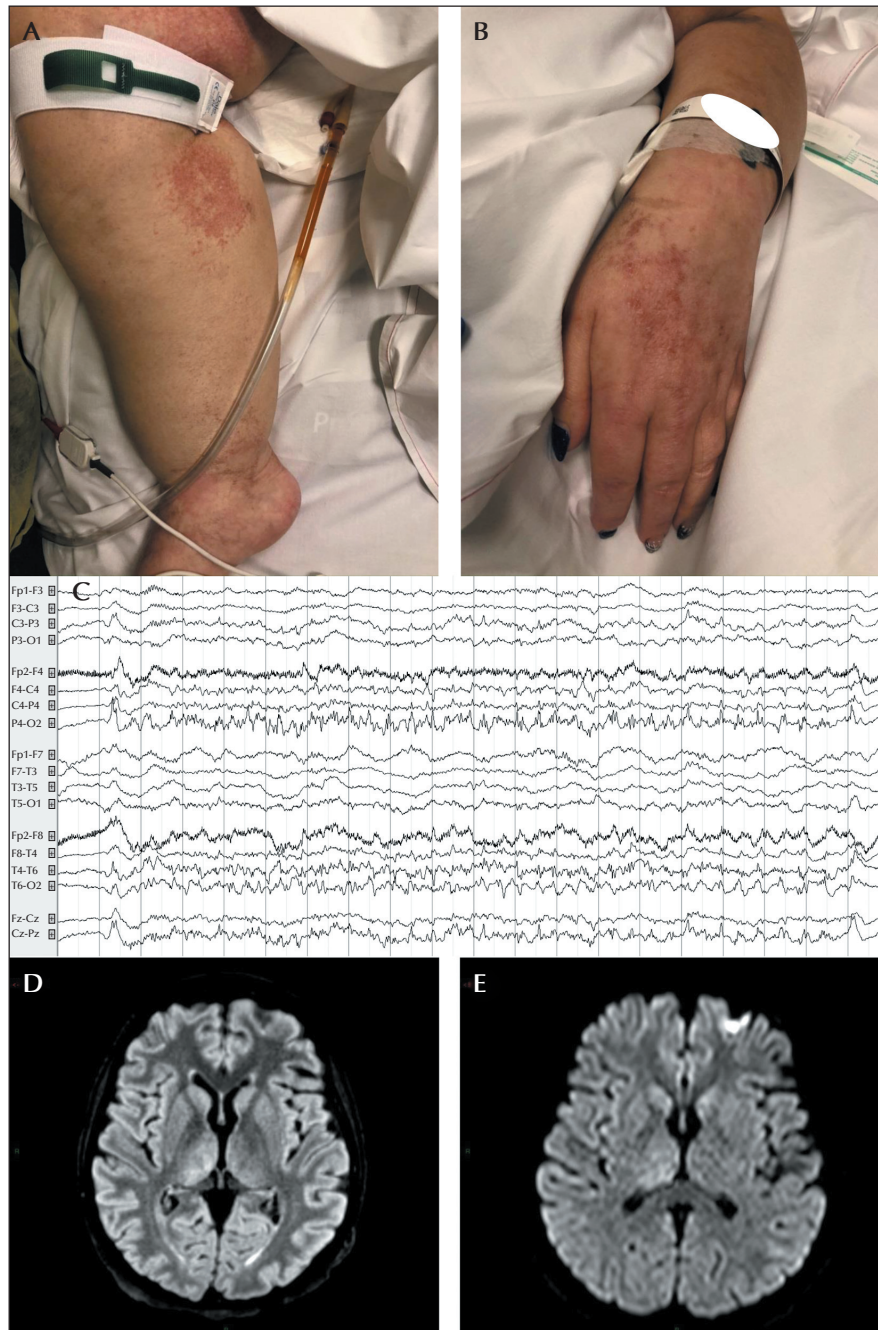 A
B
C
Fp1-F3
F3-C3
C3-P3
P3-O1
Fp2-F4
F4-C4
C4-P4
P4-O2
Fp1-F7
F7-T3
T3-T5
T5-O1
Fp2-F8
F8-T4
T4-T6
T6-O2
Fz-Cz
Cz-Pz
D
E